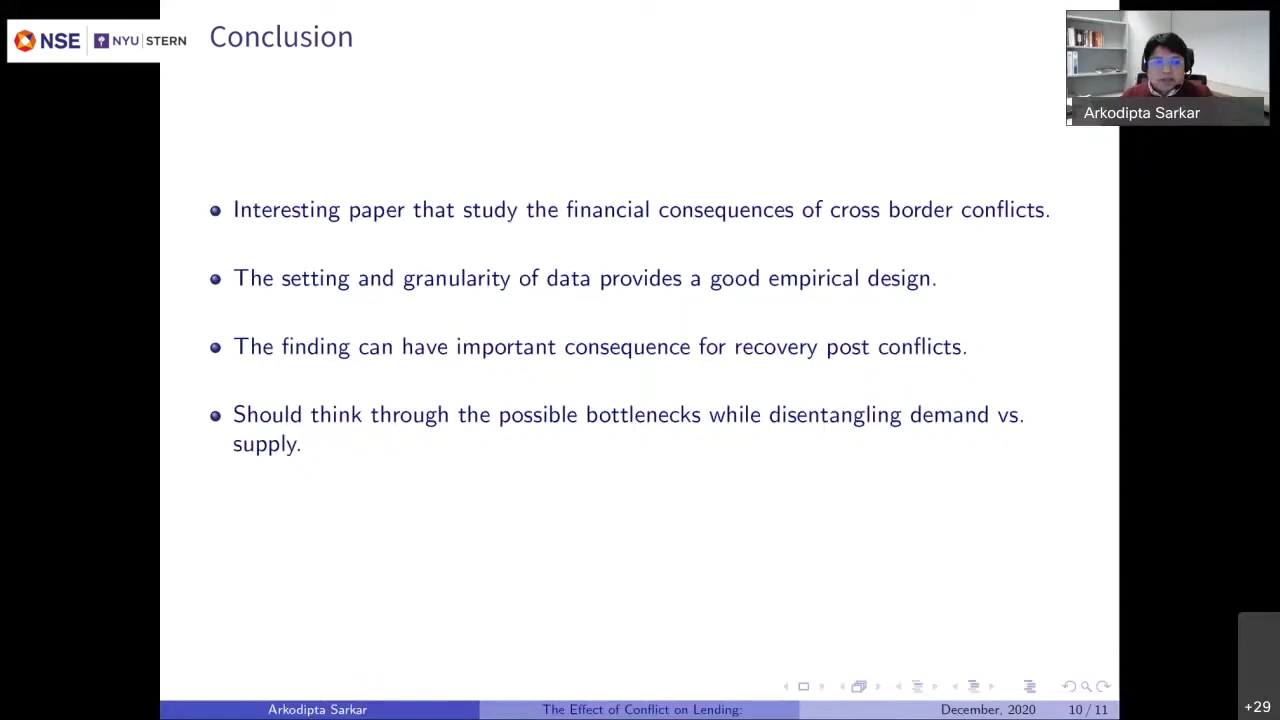 NSE NYU STERN
Conclusion
Arkodipta Sarkar
Interesting paper that study the financial consequences of cross border conflicts.
The setting and granularity of data provides a good empirical design.
The finding can have important consequence for recovery post conflicts.
Should think through the possible bottlenecks while disentangling demand vs.
supply.
Arkodipta Sarkar The Effect of Conflict on Lending: December, 2020 10 / 11
+29